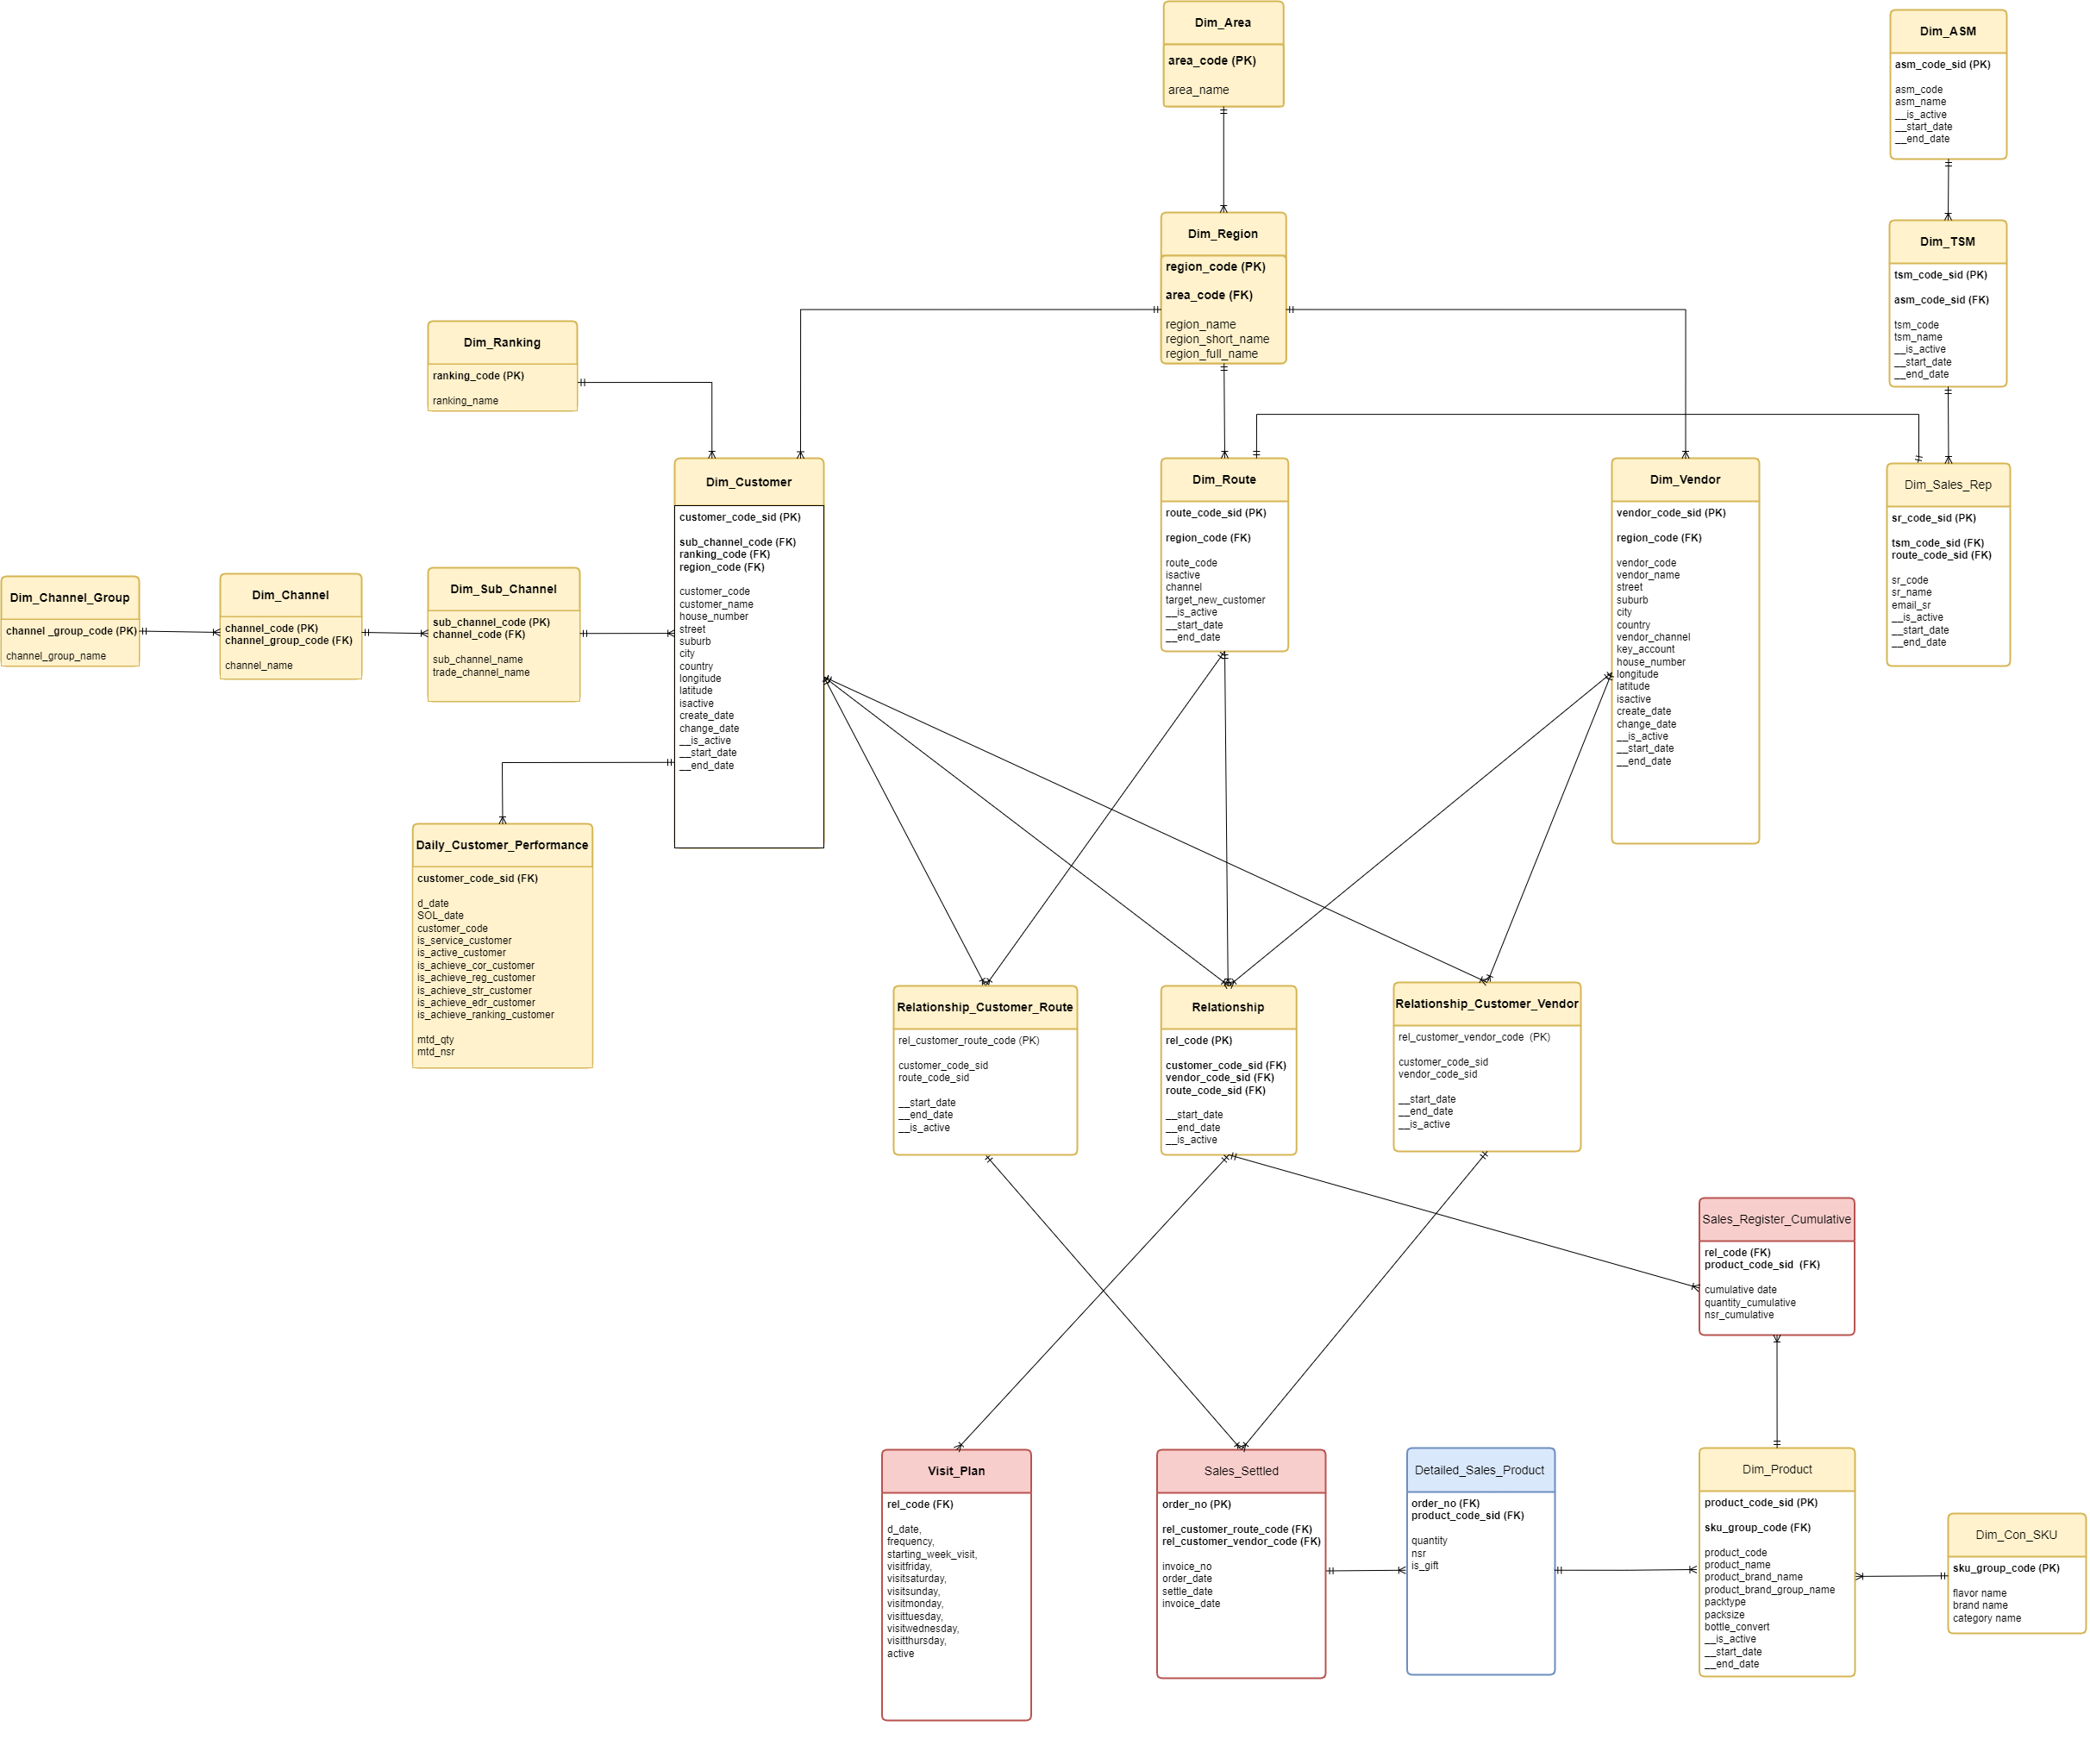 Dim_Area
area_code (PK)
area_name
Dim_ASM
asm_code_sid (PK)
asm_code
asm_name
__is_active
__start_date
__end_date
Dim_Region
region_code (PK)
area_code (FK)
region_name
region_short_name
region_full_name
Dim_TSM
tsm_code_sid (PK)
asm_code_sid (FK)
tsm_code
tsm_name
__is_active
__start_date
__end_date
Dim_Ranking
ranking_code (PK)
ranking_name
Dim_Customer
customer_code_sid (PK)
sub_channel_code (FK)
ranking_code (FK)
region_code (FK)
customer_code
customer_name
house_number
street
suburb
city
country
longitude
latitude
isactive
create_date
change_date
__is_active
__start_date
__end_date
Dim_Route
route_code_sid (PK)
region_code (FK)
route_code
isactive
channel
target_new_customer
__is_active
__start_date
__end_date
Dim_Vendor
vendor_code_sid (PK)
region_code (FK)
vendor_code
vendor_name
street
suburb
city
country
vendor_channel
key_account
house_number
longitude
latitude
isactive
create_date
change_date
__is_active
__start_date
__end_date
Dim_Sales_Rep
sr_code_sid (PK)
tsm_code_sid (FK)
route_code_sid (FK)
sr_code
sr_name
email_sr
__is_active
__start_date
__end_date
Dim_Channel_Group
channel _group_code (PK)
channel_group_name
Dim_Channel
channel_code (PK)
channel_group_code (FK)
channel_name
Dim_Sub_Channel
sub_channel_code (PK)
channel_code (FK)
sub_channel_name
trade_channel_name
Daily_Customer_Performance
customer_code_sid (FK)
d_date
SOL_date
customer_code
is_service_customer
is_active_customer
is_achieve_cor_customer
is_achieve_reg_customer
is_achieve_str_customer
is_achieve_edr_customer
is_achieve_ranking_customer
mtd_qty
mtd_nsr
Relationship_Customer_Route
rel_customer_route_code (PK)
customer_code_sid
route_code_sid
__start_date
__end_date
__is_active
Relationship
rel_code (PK)
customer_code_sid (FK)
vendor_code_sid (FK)
route_code_sid (FK)
__start_date
__end_date
__is_active
Relationship_Customer_Vendor
rel_customer_vendor_code  (PK)
customer_code_sid
vendor_code_sid
__start_date
__end_date
__is_active
Sales_Register_Cumulative
rel_code (FK)
product_code_sid  (FK)
cumulative date
quantity_cumulative
nsr_cumulative
Visit_Plan
rel_code (FK)
d_date,
frequency,
starting_week_visit,
visitfriday,
visitsaturday,
visitsunday,
visitmonday,
visittuesday,
visitwednesday,
visitthursday,
active
Sales_Settled
order_no (PK)
rel_customer_route_code (FK)
rel_customer_vendor_code (FK)
invoice_no
order_date
settle_date
invoice_date
Detailed_Sales_Product
order_no (FK)
product_code_sid (FK)
quantity
nsr
is_gift
Dim_Product
product_code_sid (PK)
sku_group_code (FK)
product_code
product_name
product_brand_name
product_brand_group_name
packtype
packsize
bottle_convert
__is_active
__start_date
__end_date
Dim_Con_SKU
sku_group_code (PK)
flavor name
brand name
category name